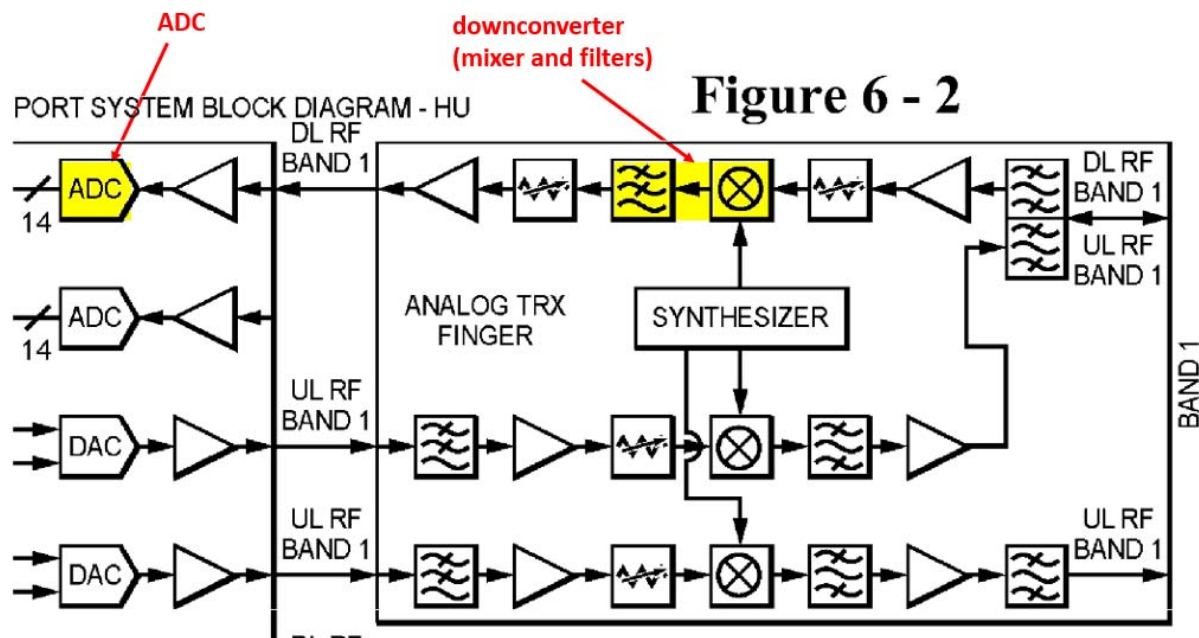 ADC
downconverter
(mixer and filters)
Figure 6 - 2
PORT SYSTEM BLOCK DIAGRAM - HU
DL RF
BAND 1
ADC
14
DL RF
BAND 1
UL RF
BAND 1
ADC
14
ANALOG TRX
FINGER
SYNTHESIZER
BAND 1
UL RF
BAND 1
DAC
UL RF
BAND 1
DAC
UL RF
BAND 1